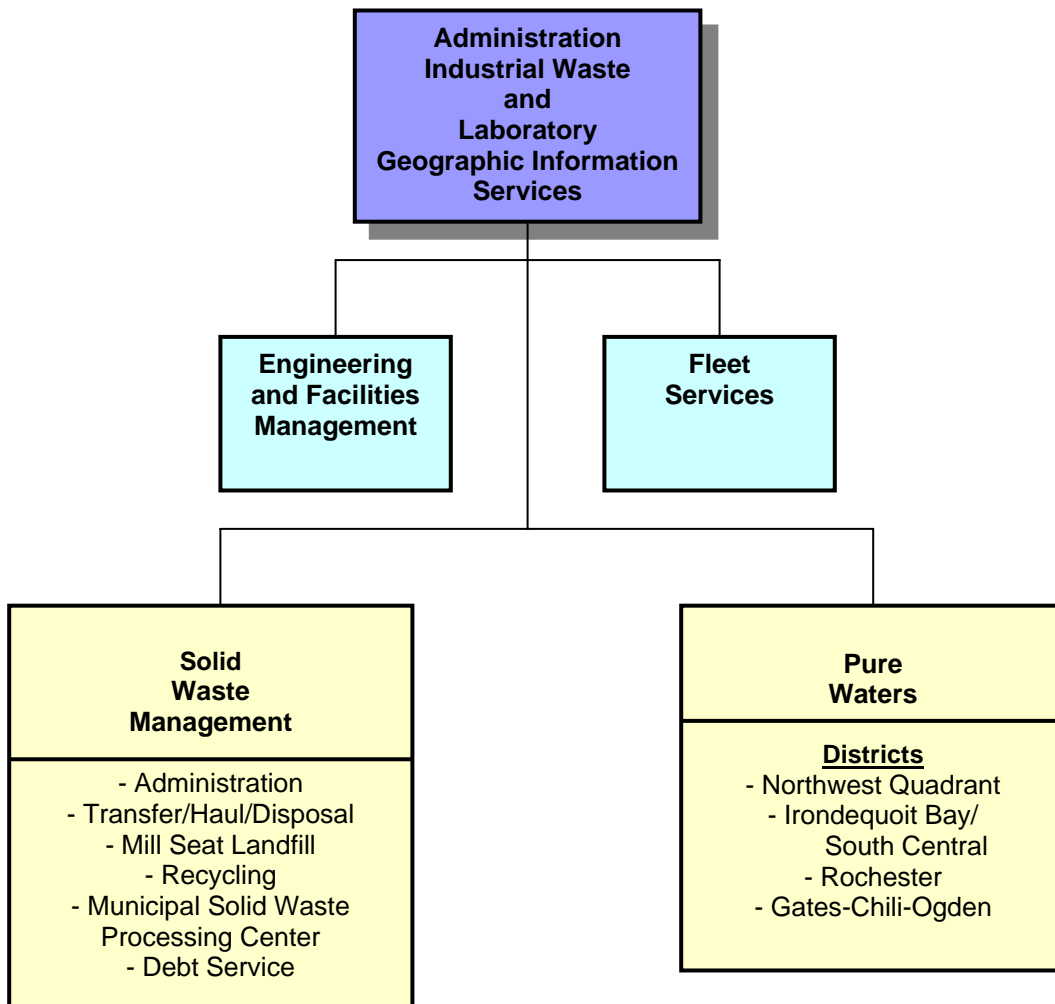 Administration
Industrial Waste
and
Laboratory
Geographic Information
Services
Engineering
and Facilities
Management
Fleet
Services
Solid
Waste
Management
- Administration
- Transfer/Haul/Disposal
- Mill Seat Landfill
- Recycling
- Municipal Solid Waste
Processing Center
- Debt Service
Pure
Waters
Districts
- Northwest Quadrant
- Irondequoit Bay/
South Central
- Rochester
- Gates-Chili-Ogden